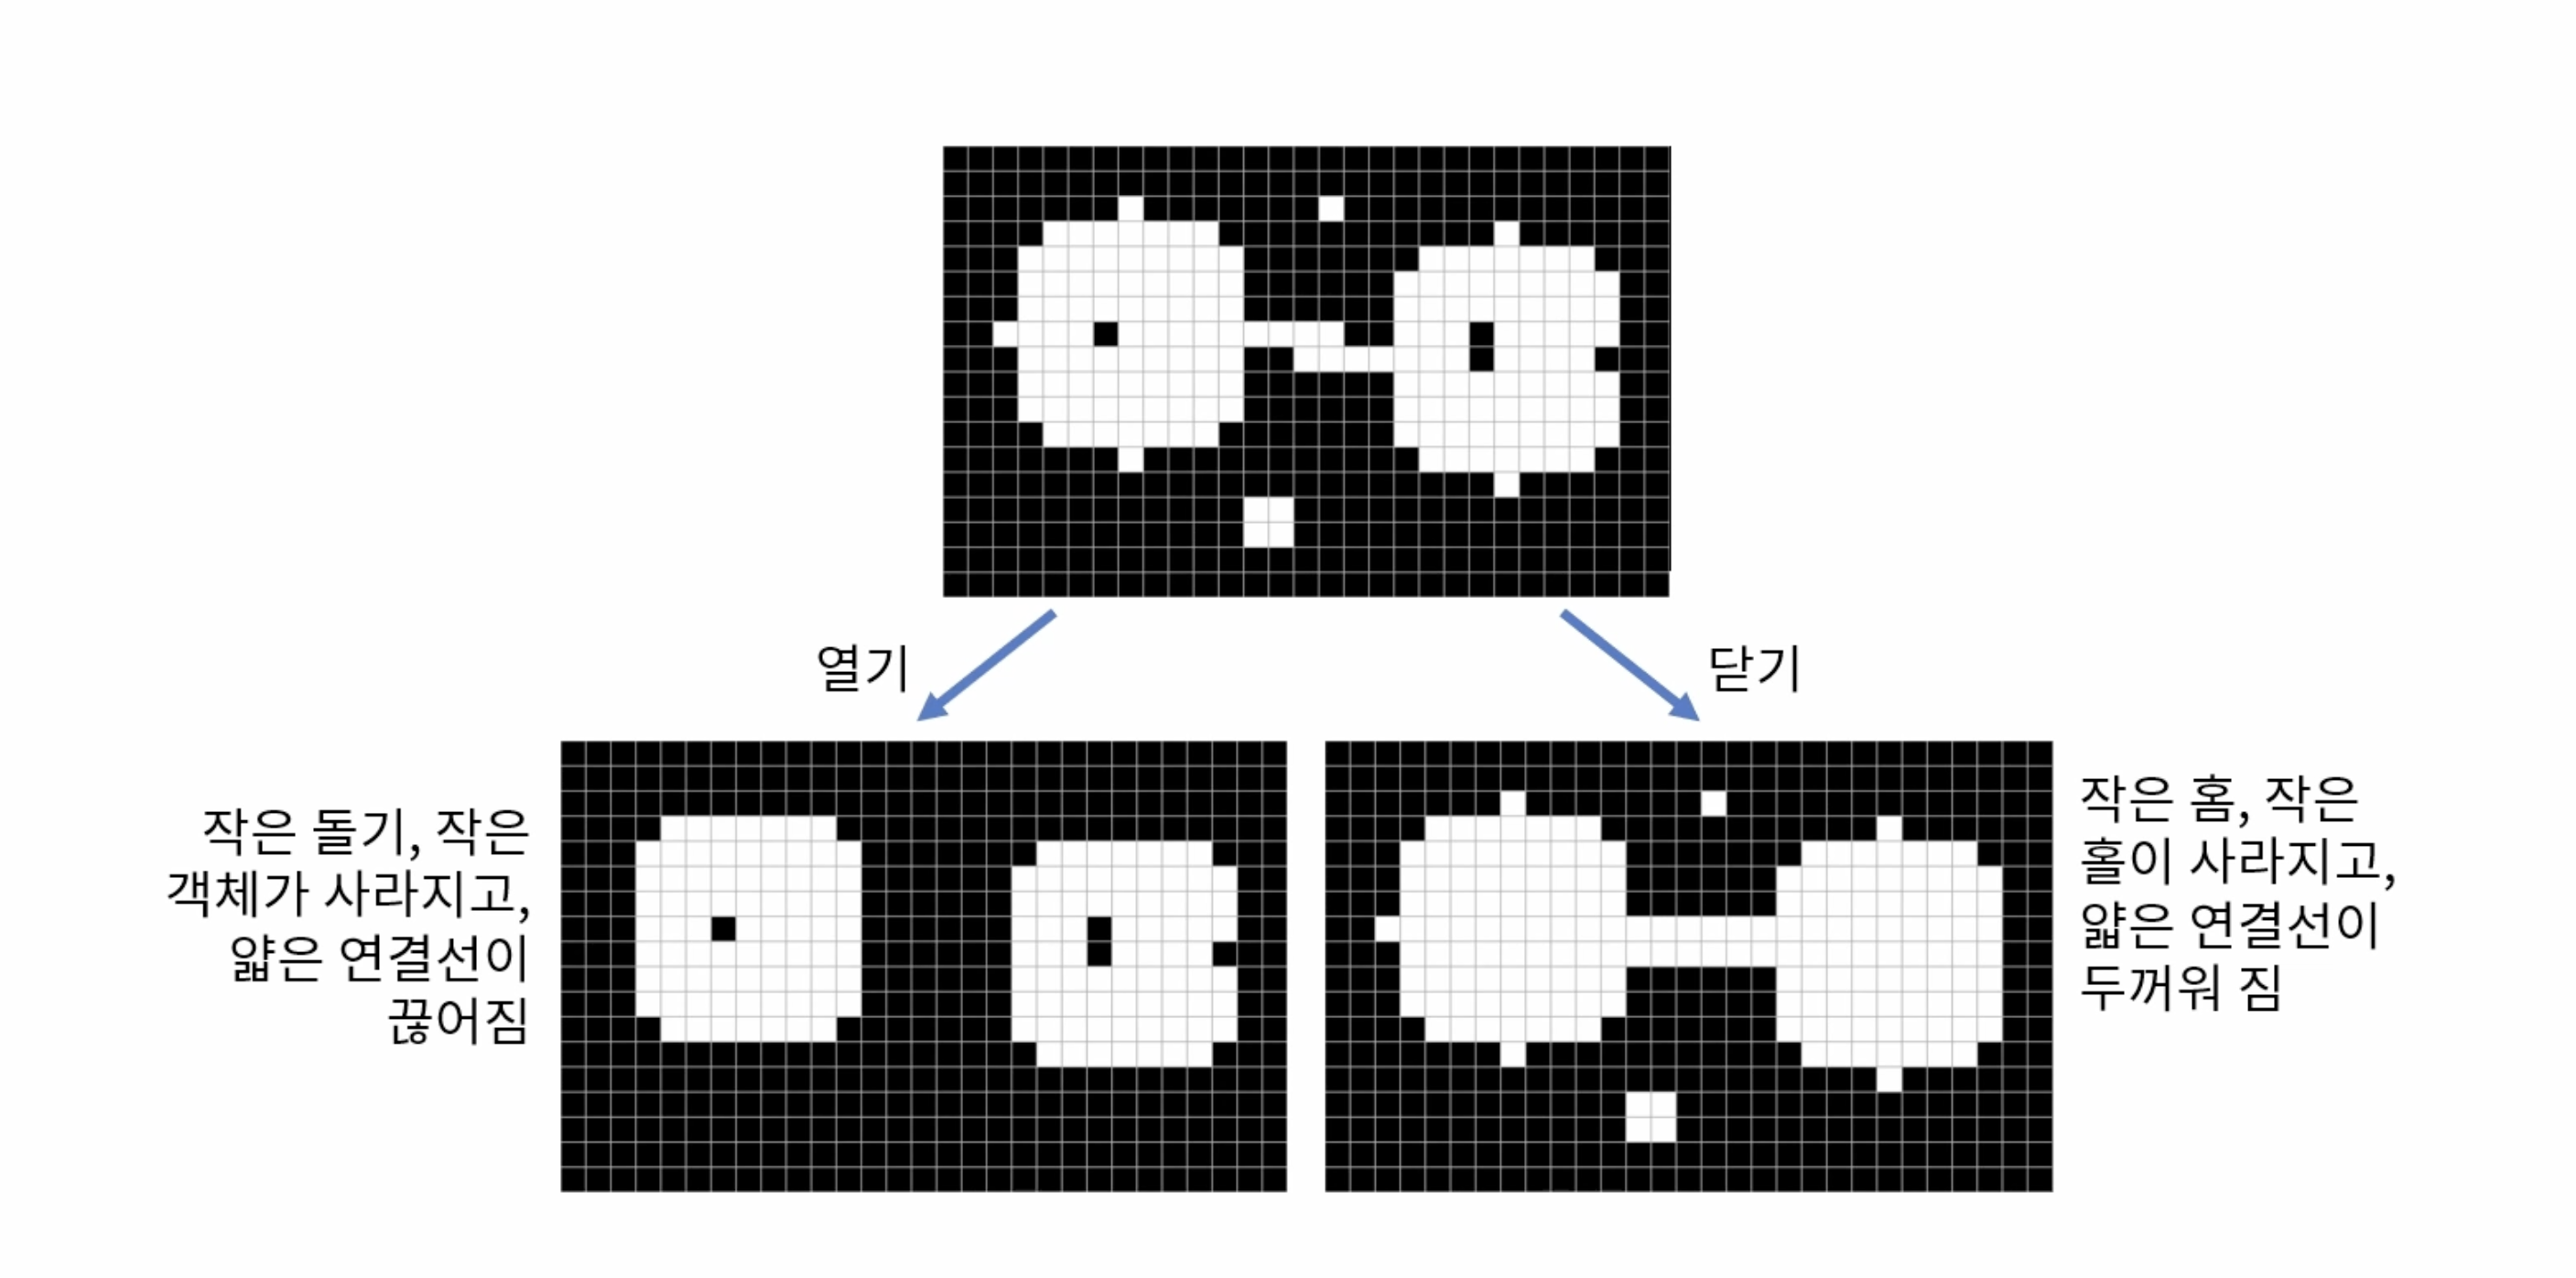 열기
닫기
작은 돌기, 작은
객체가 사라지고,
얇은 연결선이
끊어짐
작은 홈, 작은
홀이 사라지고,
얇은 연결선이
두꺼워 짐